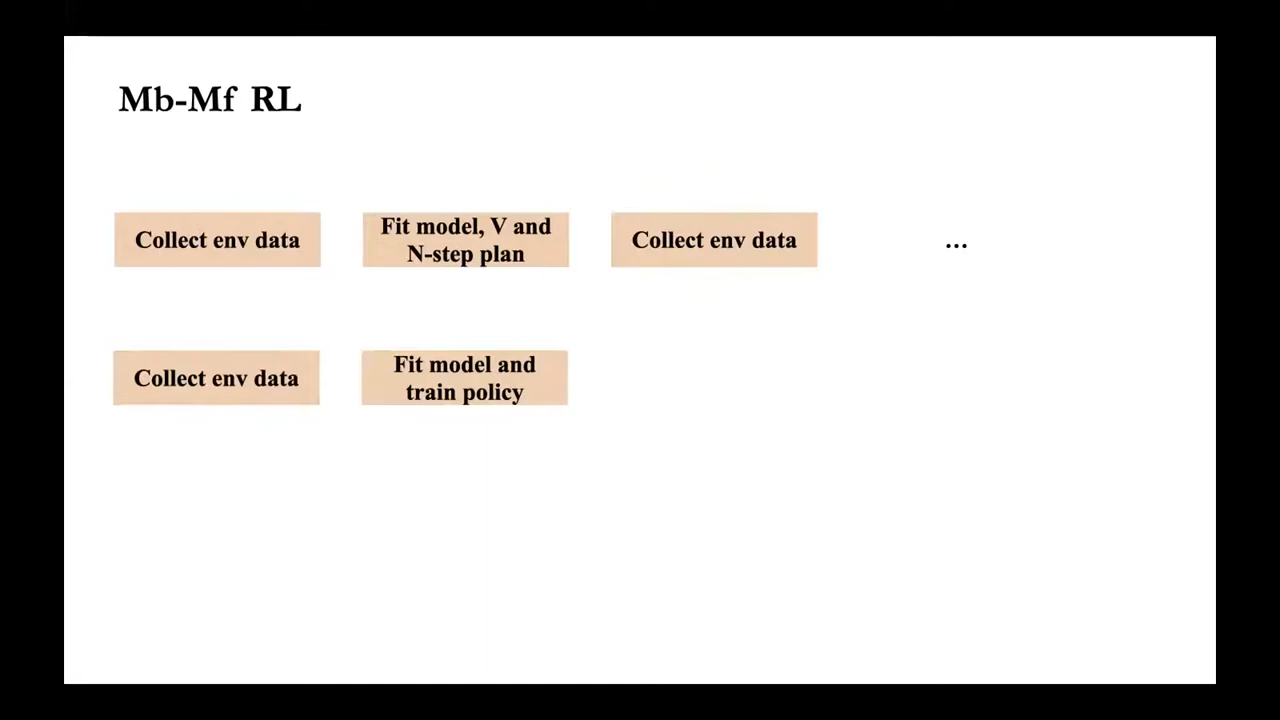 Mb-Mf RL
Collect env data
Fit model, V and
N-step plan
Collect env data
...
Collect env data
Fit model and
train policy